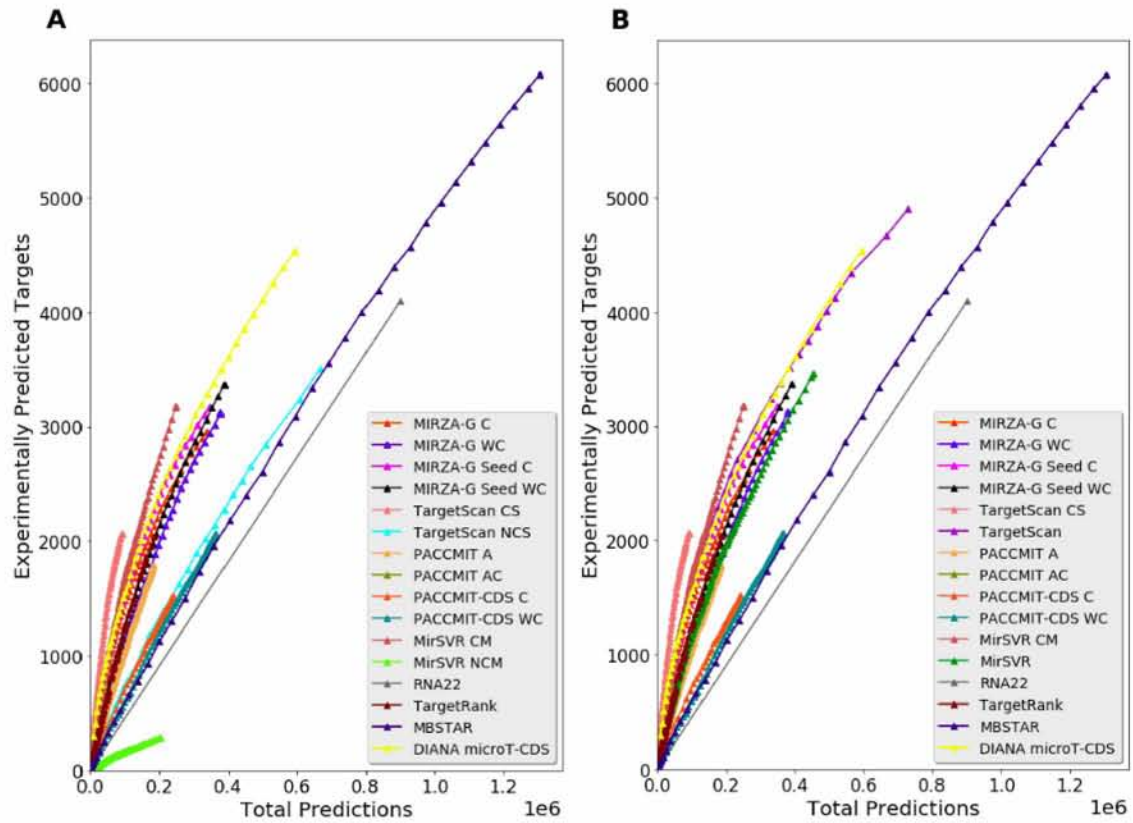 A
B
Experimentally Predicted Targets
6000
5000
4000
3000
2000
1000
0
0.0
0.2
0.4
0.6
0.8
1.0
1.2
1e6
Total Predictions
MIRZA-G C
MIRZA-G WC
MIRZA-G Seed C
MIRZA-G Seed WC
TargetScan CS
TargetScan NCS
PACCMIT A
PACCMIT AC
PACCMIT-CDS C
PACCMIT-CDS WC
MirSVR CM
MirSVR NCM
RNA22
TargetRank
MBSTAR
DIANA microT-CDS
Experimentally Predicted Targets
6000
5000
4000
3000
2000
1000
0
0.0
0.2
0.4
0.6
0.8
1.0
1.2
1e6
Total Predictions
MIRZA-G C
MIRZA-G WC
MIRZA-G Seed C
MIRZA-G Seed WC
TargetScan CS
TargetScan
PACCMIT A
PACCMIT AC
PACCMIT-CDS C
PACCMIT-CDS WC
MirSVR CM
MirSVR
RNA22
TargetRank
MBSTAR
DIANA microT-CDS